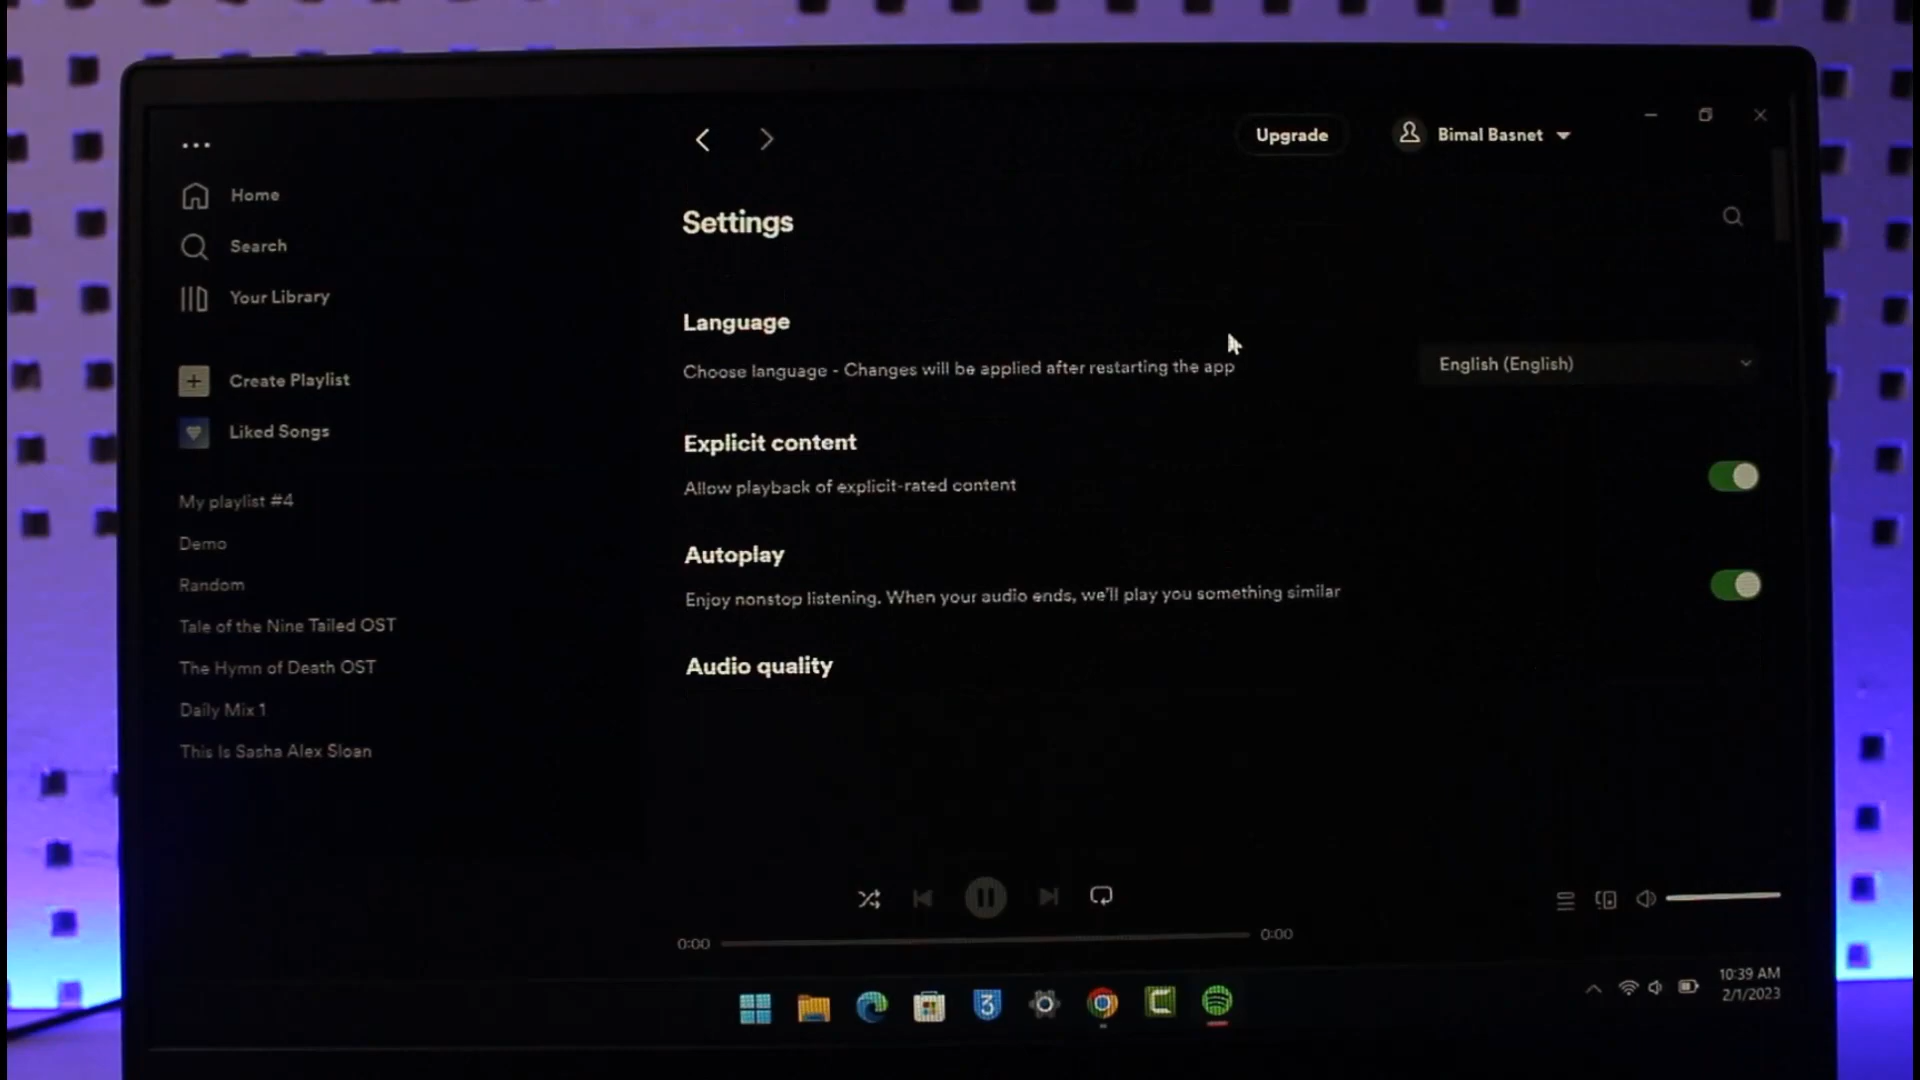 Upgrade
Bimal Basnet
Home
Search
Your Library
Create Playlist
Liked Songs
My playlist #4
Demo
Random
Tale of the Nine Tailed OST
The Hymn of Death OST
Daily Mix 1
This Is Sasha Alex Sloan
Settings
Language
Choose language - Changes will be applied after restarting the app
English (English)
Explicit content
Allow playback of explicit-rated content
Autoplay
Enjoy nonstop listening. When your audio ends, we'll play you something similar
Audio quality
0:00
0:00
3
C
10:39 AM
2/1/2023